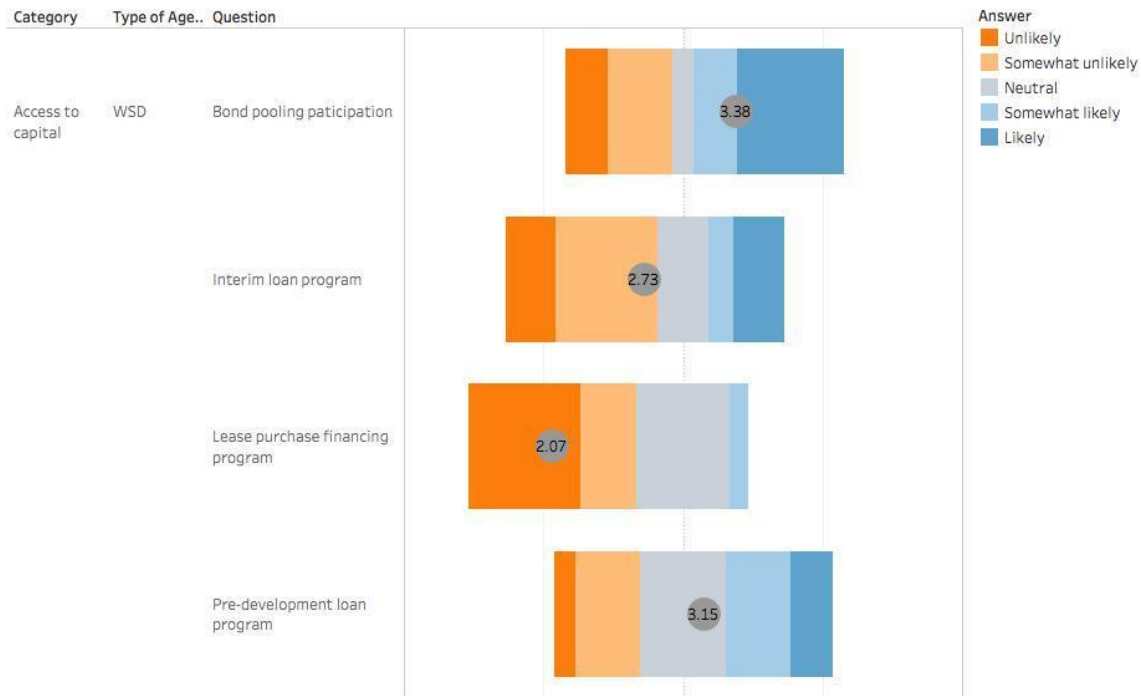 Category Type of Age.. Question
Answer
Unlikely
Somewhat unlikely
Neutral
Somewhat likely
Likely
Access to
capital
WSD
Bond pooling paticipation
3.38
Interim loan program
2.73
Lease purchase financing
program
2.07
Pre-development loan
program
3.15